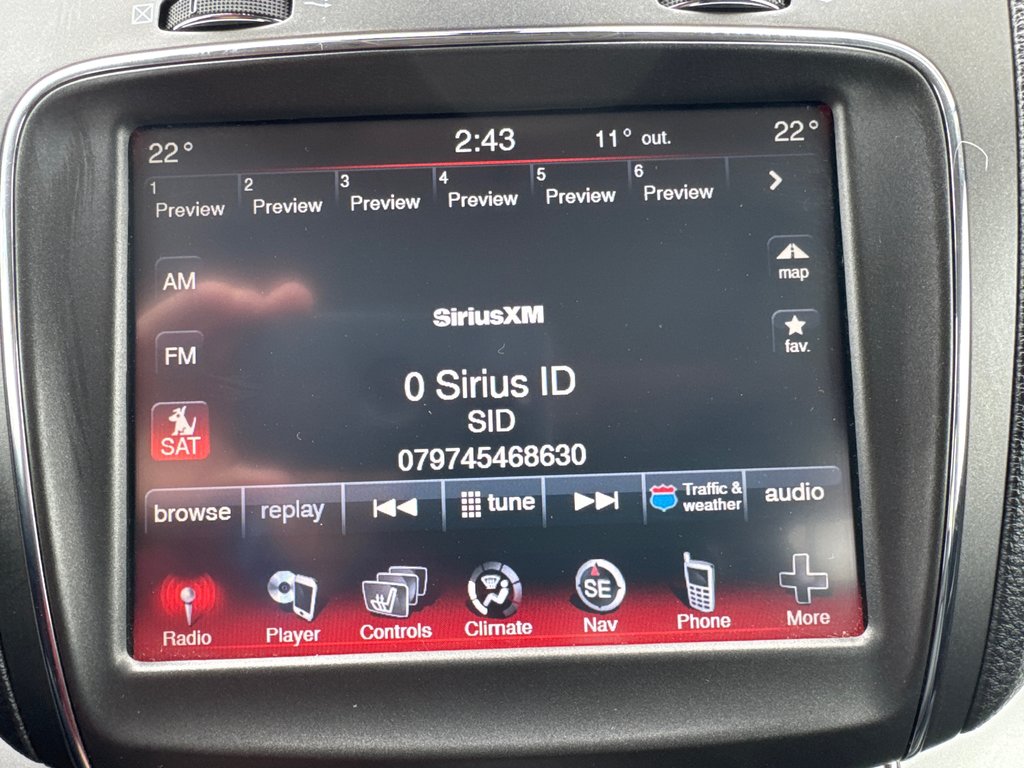 22° 2:43 11° out. 22°
1 2 3 4 5 6
Preview Preview Preview Preview Preview Preview
AM
map
FM
fav.
SiriusXM
0 Sirius ID
SID
079745468630
SAT
browse replay tune Traffic & weather audio
SE
Radio Player Controls Climate Nav Phone More